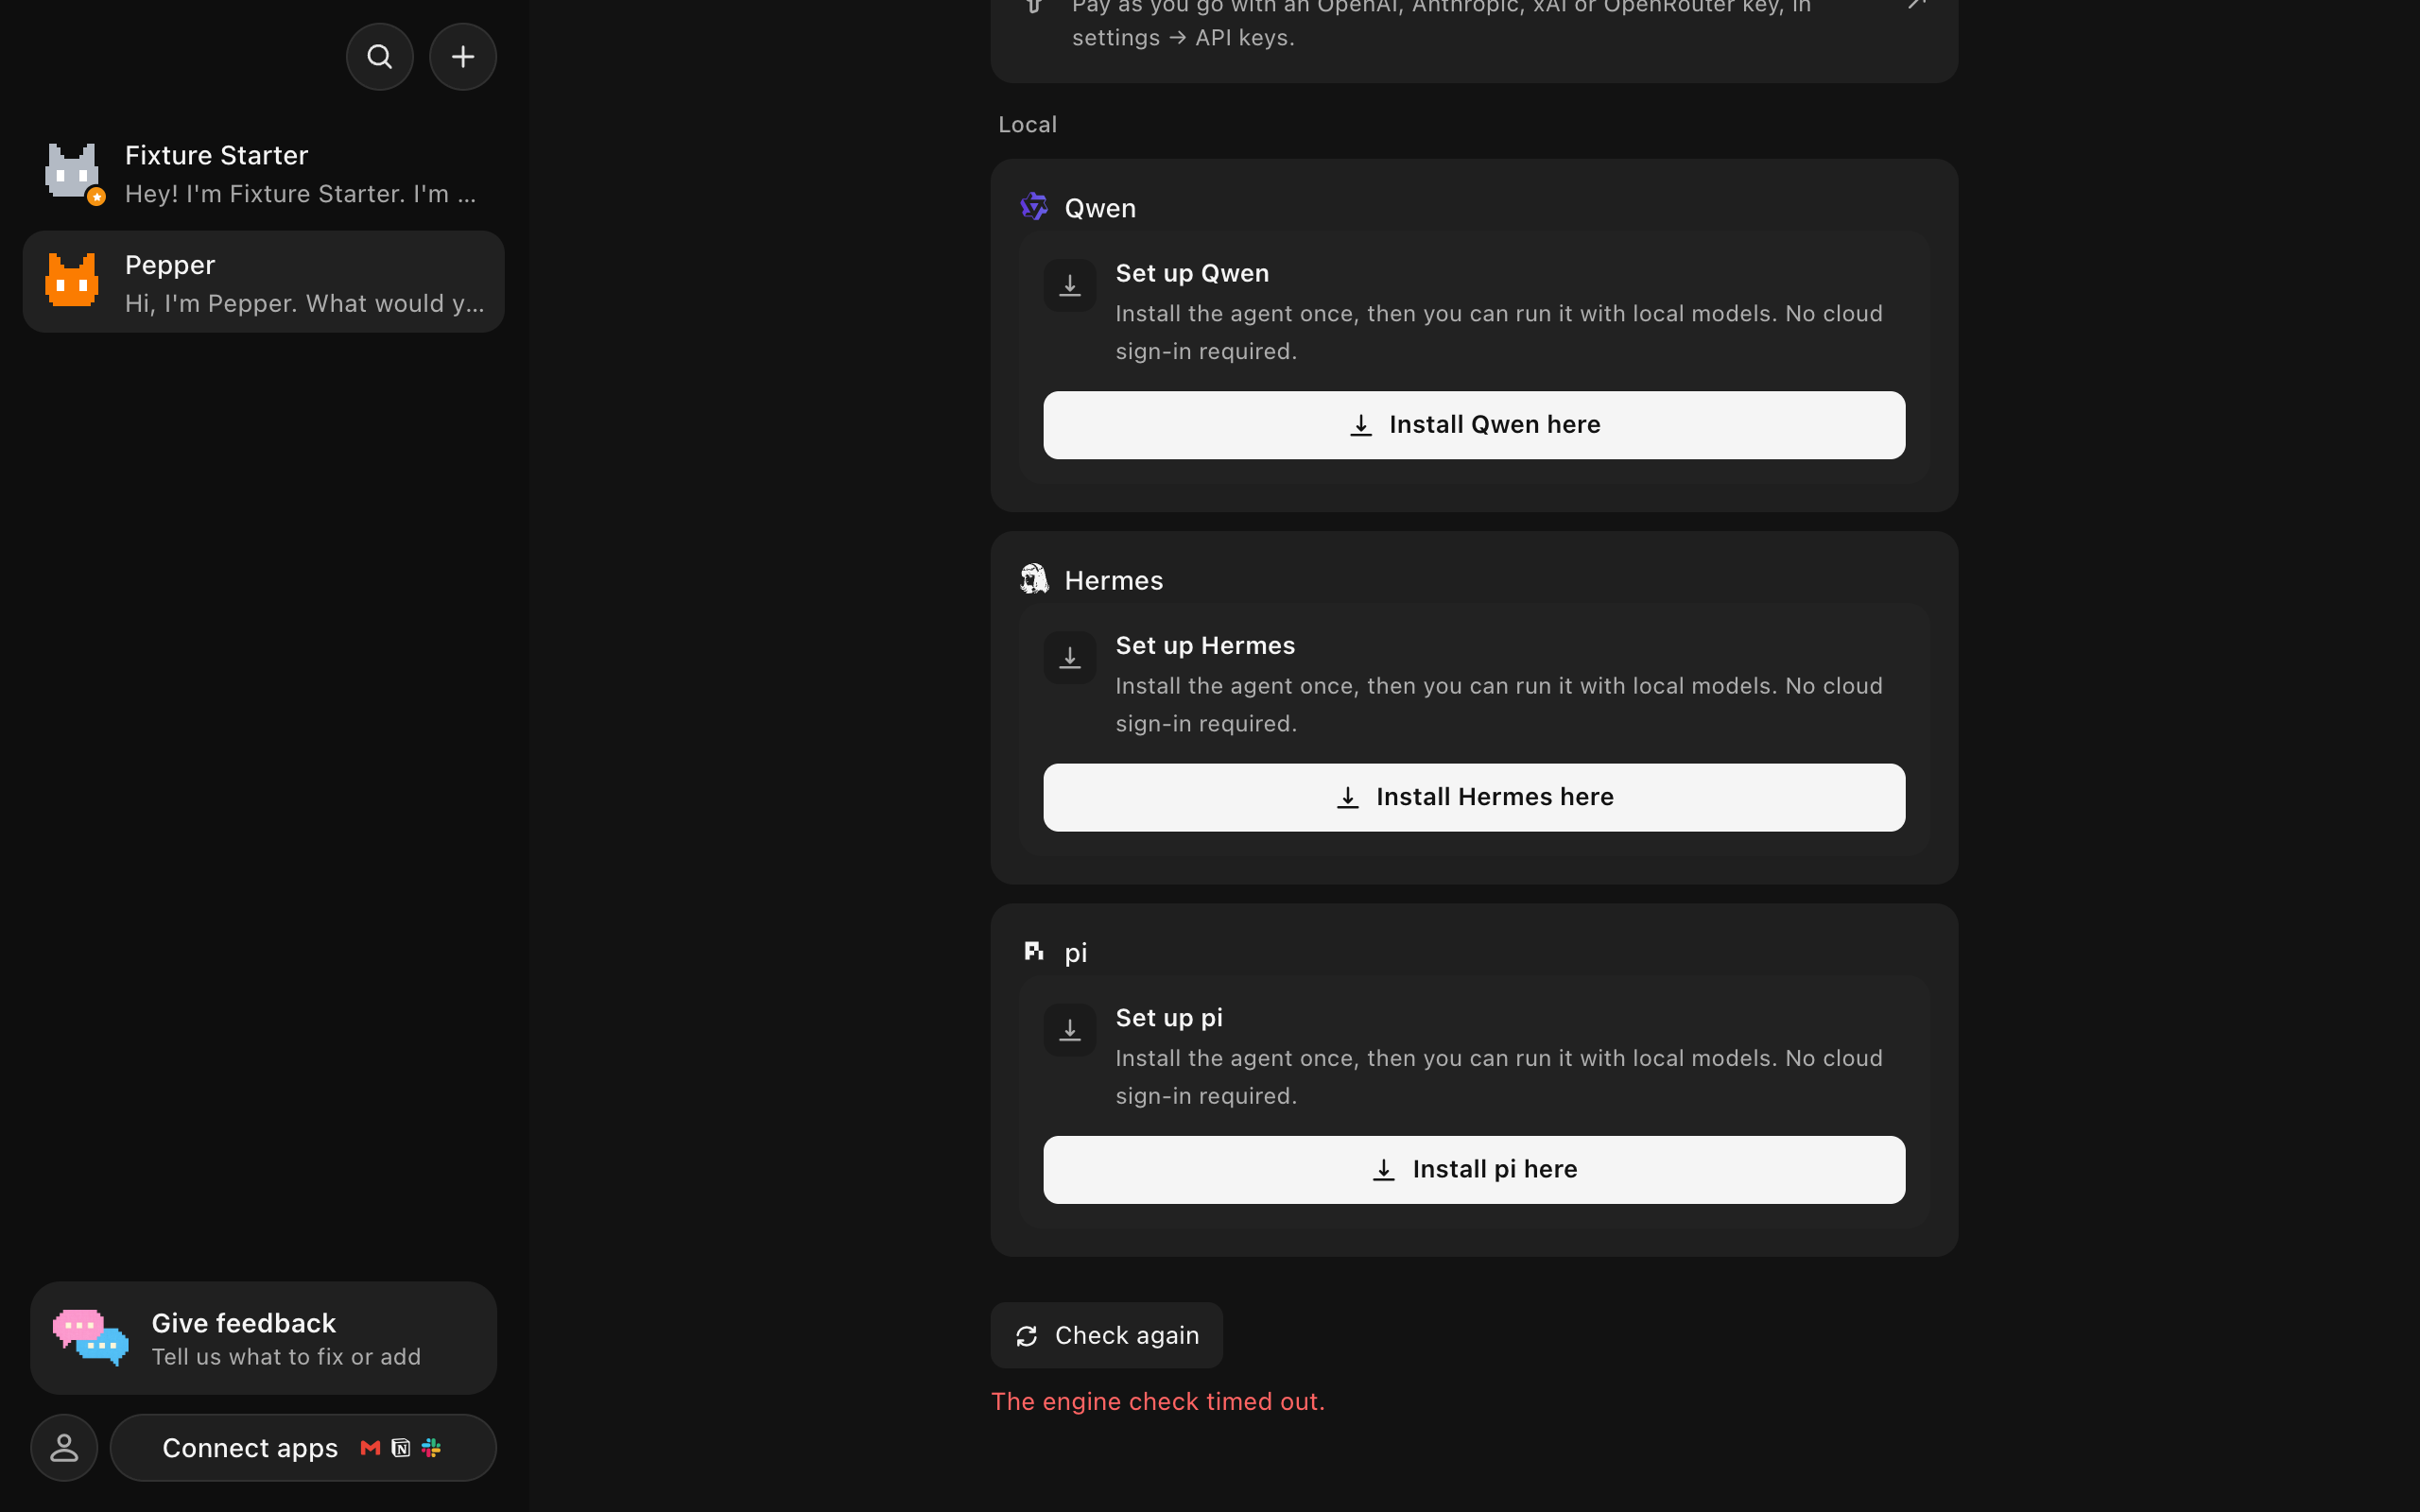 Fixture Starter
Hey! I'm Fixture Starter. I'm ...
Pepper
Hi, I'm Pepper. What would y...
Give feedback
Tell us what to fix or add
Connect apps
Pay as you go with an OpenAI, Anthropic, xAI or OpenRouter key, in
settings → API keys.
Local
Qwen
Set up Qwen
Install the agent once, then you can run it with local models. No cloud
sign-in required.
Install Qwen here
Hermes
Set up Hermes
Install the agent once, then you can run it with local models. No cloud
sign-in required.
Install Hermes here
pi
Set up pi
Install the agent once, then you can run it with local models. No cloud
sign-in required.
Install pi here
Check again
The engine check timed out.